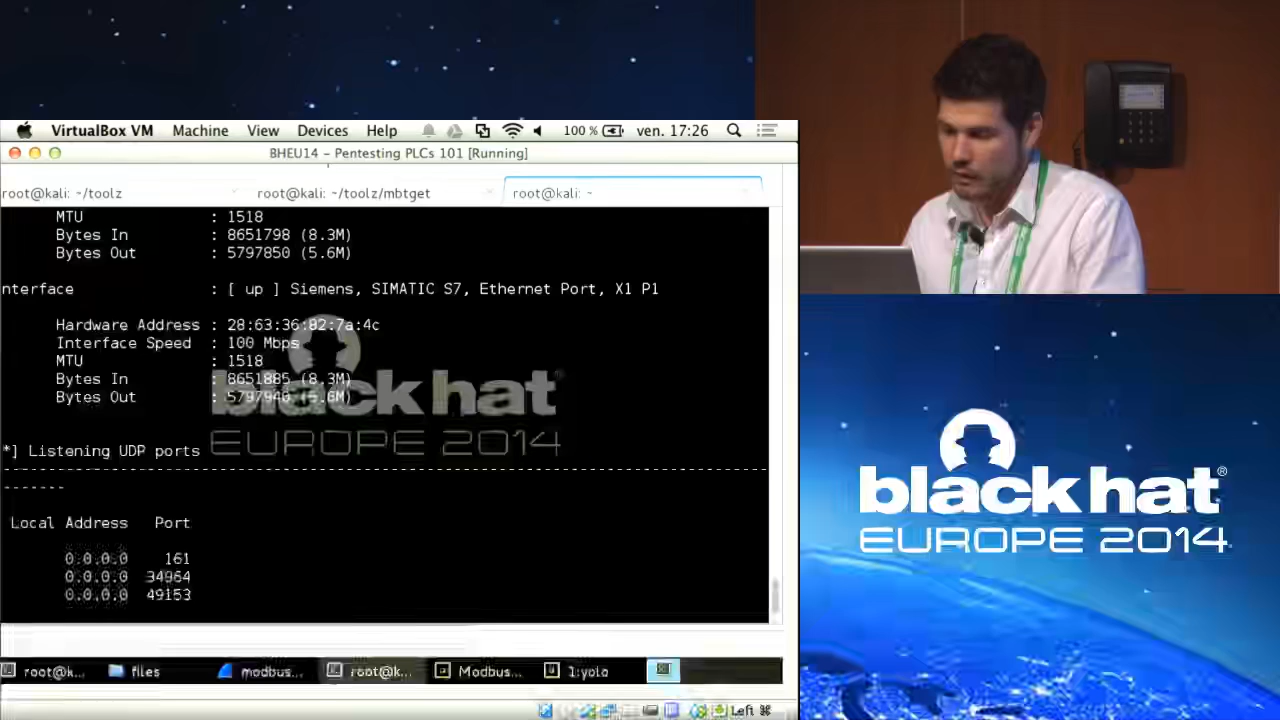 VirtualBox VM Machine View Devices Help 100 % ven. 17:26
BHEU14 - Pentesting PLCs 101 [Running]
root@kali: ~/toolz root@kali: ~/toolz/mbtget root@kali: ~
MTU : 1518
Bytes In : 8651798 (8.3M)
Bytes Out : 5797850 (5.6M)
nterface : [ up ] Siemens, SIMATIC S7, Ethernet Port, X1 P1
Hardware Address : 28:63:36:82:7a:4c
Interface Speed : 100 Mbps
MTU : 1518
Bytes In : 8651885 (8.3M)
Bytes Out : 5797940 (5.6M)
black hat®
EUROPE 2014
*] Listening UDP ports
--------------------------------------------------------------------------------
-------
Local Address Port
0.0.0.0 161
0.0.0.0 34964
0.0.0.0 49153
root@k... files modbus... root@k... Modbus... 1:yolo
Left ⌘
black hat®
EUROPE 2014